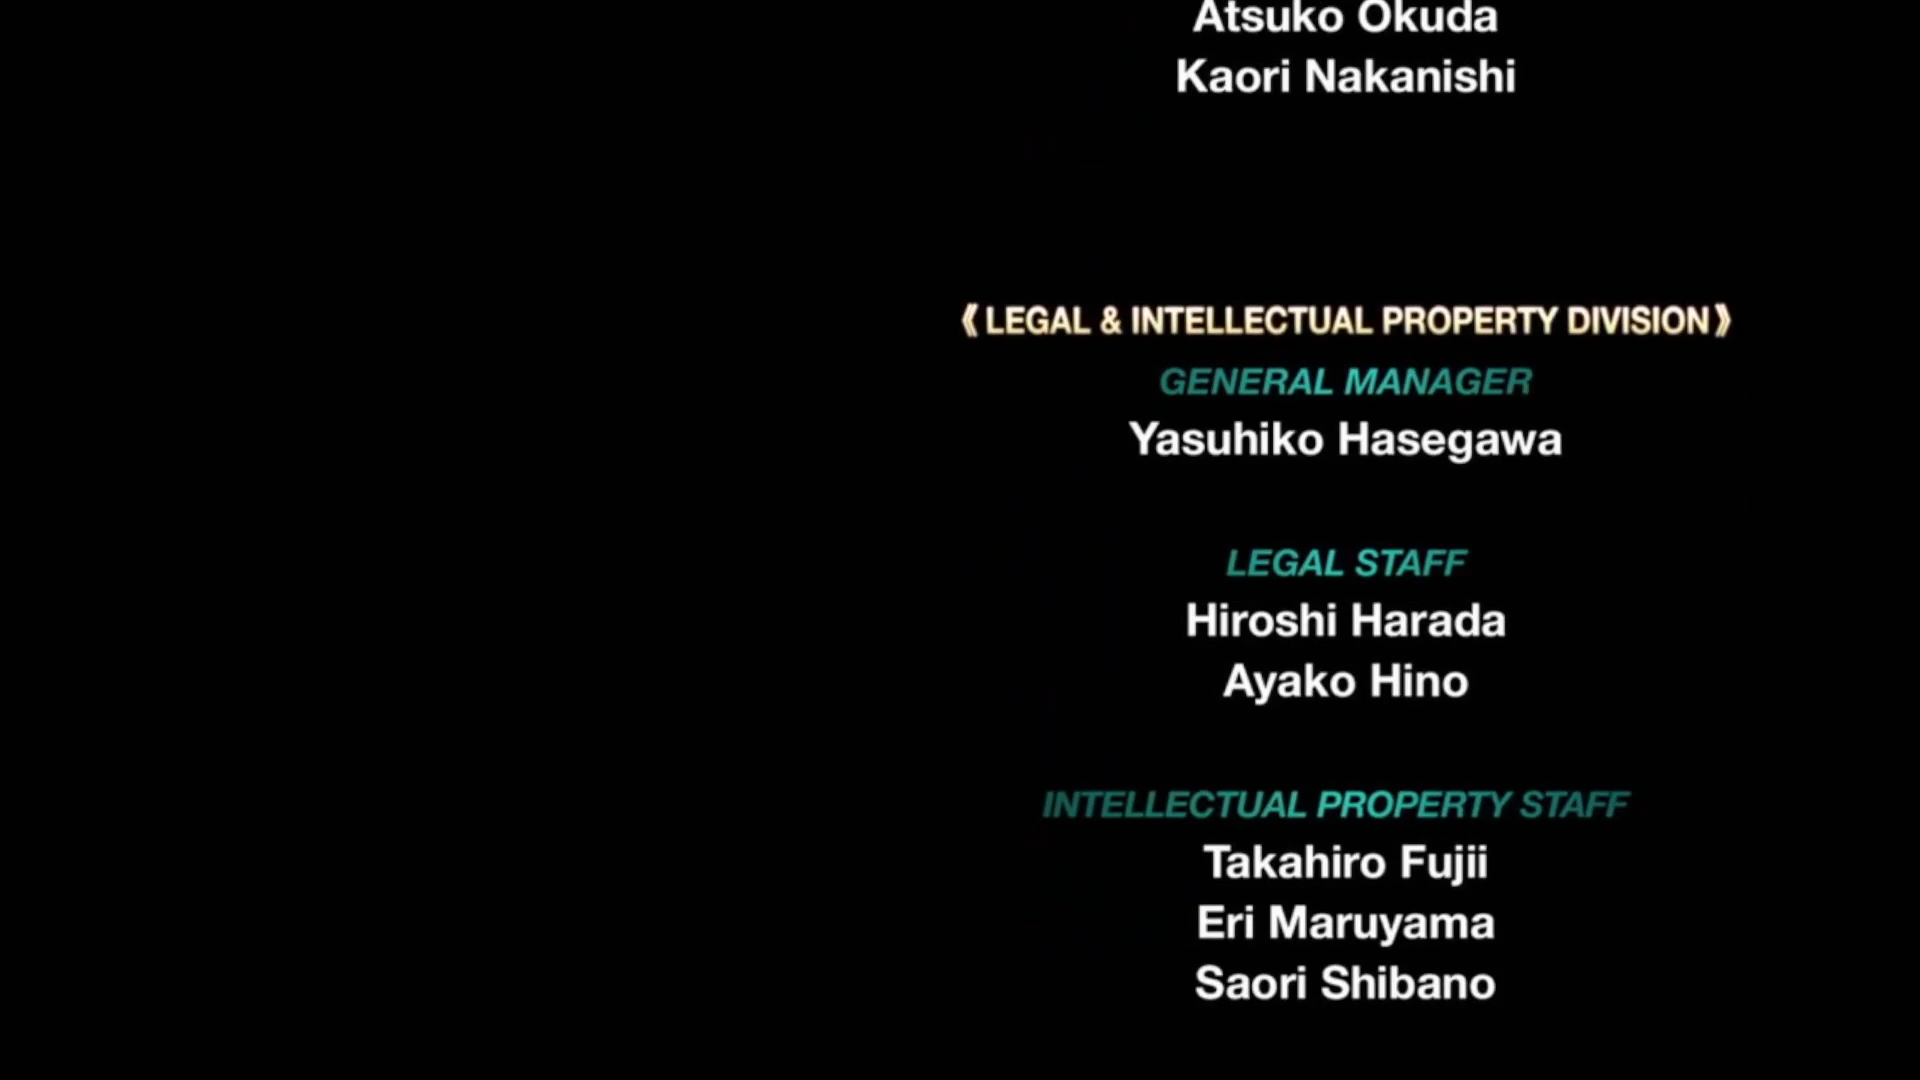 Atsuko Okuda
Kaori Nakanishi
《LEGAL & INTELLECTUAL PROPERTY DIVISION》
GENERAL MANAGER
Yasuhiko Hasegawa
LEGAL STAFF
Hiroshi Harada
Ayako Hino
INTELLECTUAL PROPERTY STAFF
Takahiro Fujii
Eri Maruyama
Saori Shibano